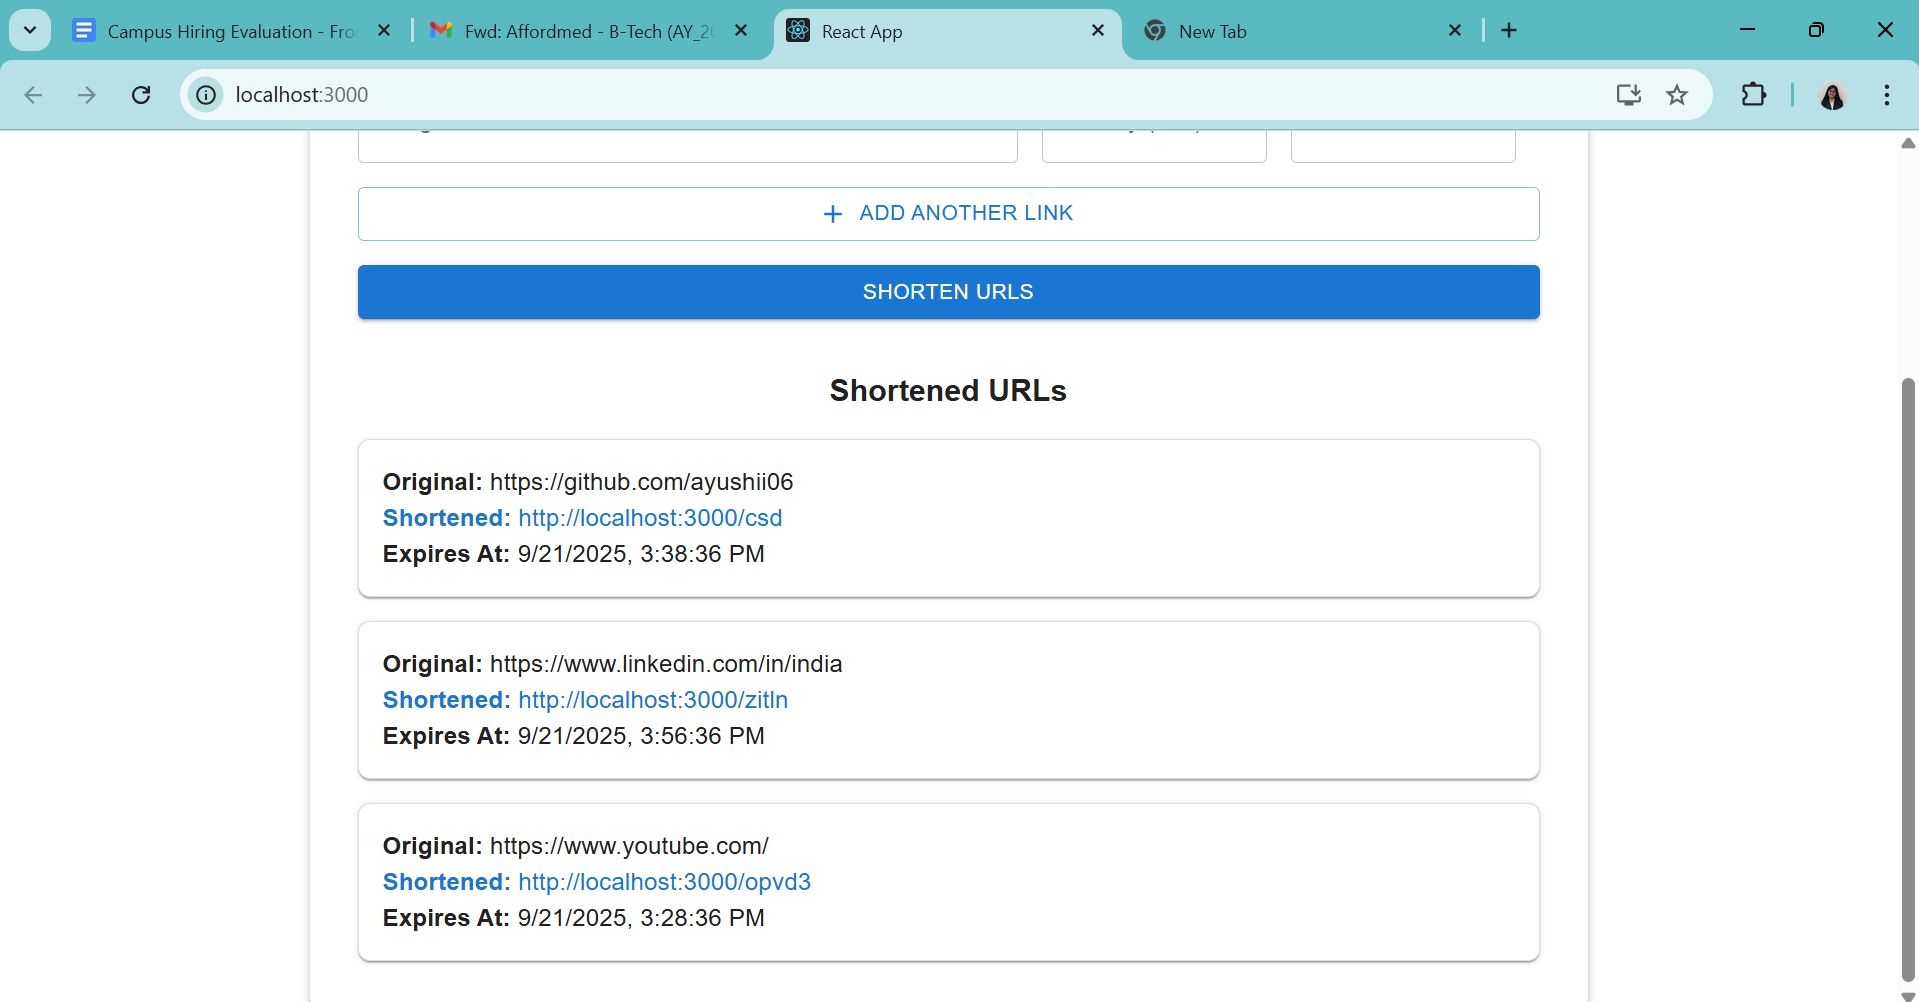 Campus Hiring Evaluation - Fro
Fwd: Affordmed - B-Tech (AY_20
React App
New Tab
localhost:3000
ADD ANOTHER LINK
SHORTEN URLS
Shortened URLs
Original: https://github.com/ayushii06
Shortened: http://localhost:3000/csd
Expires At: 9/21/2025, 3:38:36 PM
Original: https://www.linkedin.com/in/india
Shortened: http://localhost:3000/zitln
Expires At: 9/21/2025, 3:56:36 PM
Original: https://www.youtube.com/
Shortened: http://localhost:3000/opvd3
Expires At: 9/21/2025, 3:28:36 PM